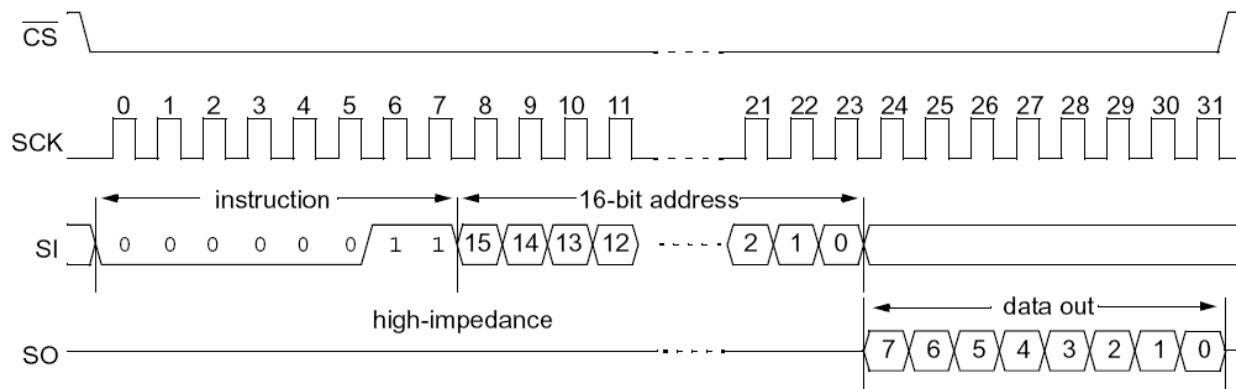 CS
0 1 2 3 4 5 6 7 8 9 10 11 21 22 23 24 25 26 27 28 29 30 31
SCK
instruction 16-bit address
SI 0 0 0 0 0 0 1 1 15 14 13 12 2 1 0
high-impedance data out
SO 7 6 5 4 3 2 1 0